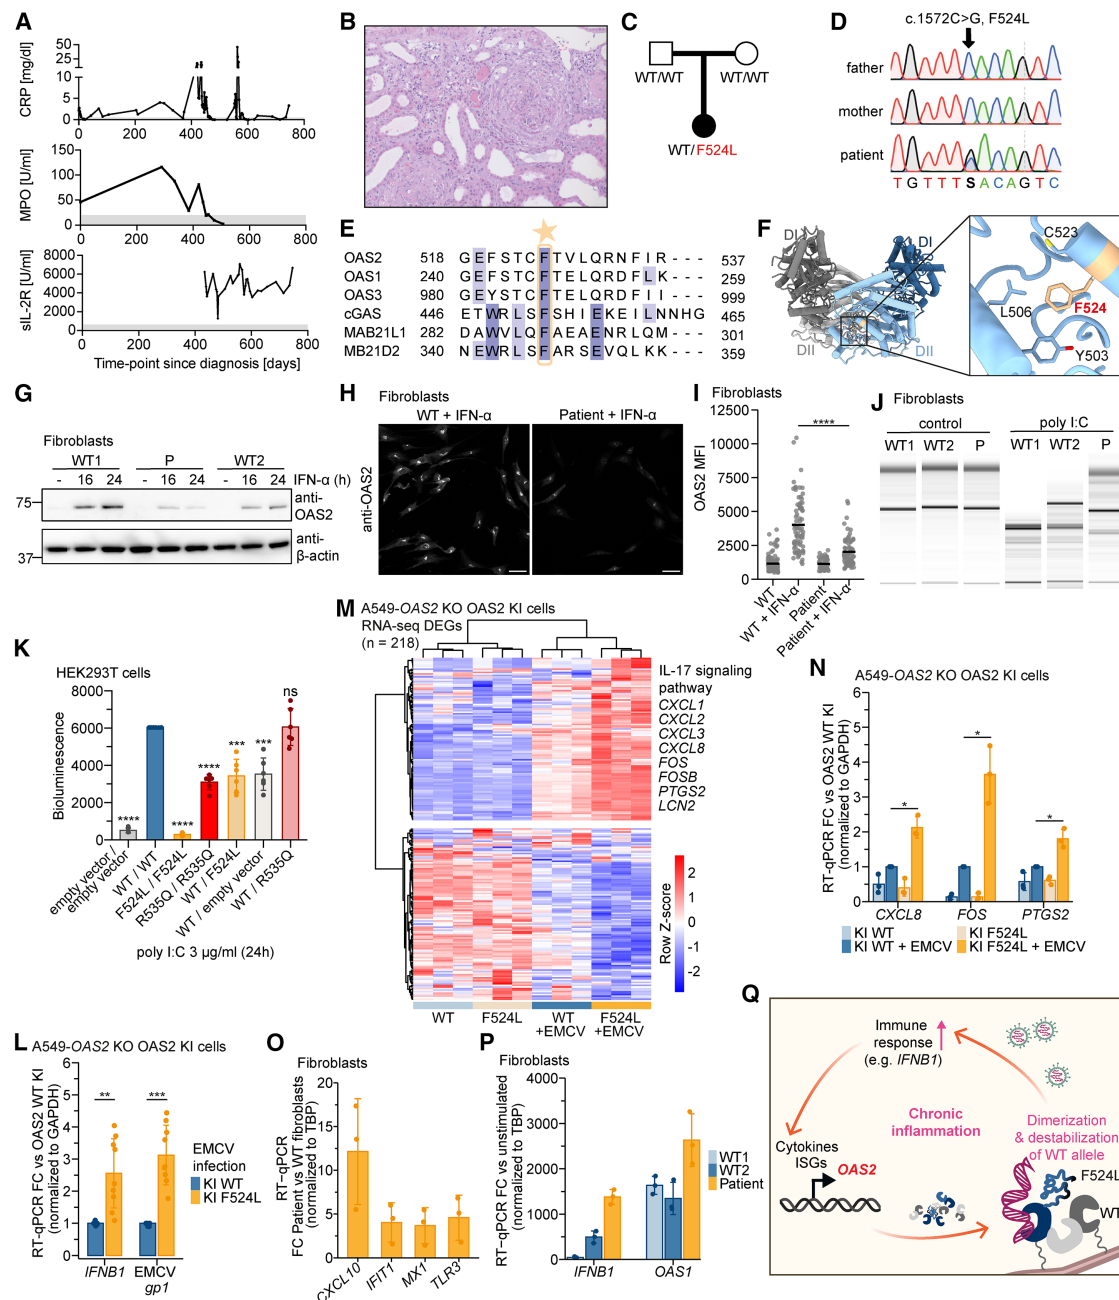 A
CRP [mg/dl]
50
25
10
5
0
0 200 400 600 800
MPO [U/ml]
150
100
50
0
0 200 400 600 800
sIL-2R [U/ml]
8000
6000
4000
2000
0
0 200 400 600 800
Time-point since diagnosis [days]
B
C
WT/WT WT/WT
WT/F524L
D
c.1572C>G, F524L
father
mother
patient
T G T T T S A C A G T C
E
OAS2 518 G E F S T C F T V L Q R N F I R - - - 537
OAS1 240 G E F S T C F T E L Q R D F L K - - - 259
OAS3 980 G E Y S T C F T E L Q R D F I I - - - 999
cGAS 446 E T W R L S F S H I E K E I L N N H G 465
MAB21L1 282 D A W V L S F A E A E N R L Q M - - - 301
MB21D2 340 N E W R L S F A R S E V Q L K K - - - 359
F
DI
DI
DII
DII
C523
F524
L506
Y503
G
Fibroblasts
WT1 P WT2
- 16 24 - 16 24 - 16 24 IFN-α (h)
75
anti-
OAS2
37
anti-
β-actin
H Fibroblasts
WT + IFN-α Patient + IFN-α
anti-OAS2
I Fibroblasts
OAS2 MFI
12500
10000
7500
5000
2500
0
****
WT
WT + IFN-α
Patient
Patient + IFN-α
J Fibroblasts
control poly I:C
WT1 WT2 P WT1 WT2 P
K
HEK293T cells
Bioluminescence
8000
6000
4000
2000
0
**** **** **** *** *** ns
empty vector / empty vector
WT / WT
F524L / F524L
R535Q / R535Q
WT / F524L
WT / empty vector
WT / R535Q
poly I:C 3 µg/ml (24h)
M A549-OAS2 KO OAS2 KI cells
RNA-seq DEGs
(n = 218)
IL-17 signaling
pathway
CXCL1
CXCL2
CXCL3
CXCL8
FOS
FOSB
PTGS2
LCN2
2
1
0
-1
-2
Row Z-score
WT F524L WT +EMCV F524L +EMCV
N A549-OAS2 KO OAS2 KI cells
RT-qPCR FC vs OAS2 WT KI
(normalized to GAPDH)
6
5
4
3
2
1
0
* * *
CXCL8 FOS PTGS2
KI WT KI F524L
KI WT + EMCV KI F524L + EMCV
L A549-OAS2 KO OAS2 KI cells
RT-qPCR FC vs OAS2 WT KI
(normalized to GAPDH)
6
5
4
3
2
1
0
** ***
IFNB1 EMCV gp1
EMCV
infection
KI WT
KI F524L
O
Fibroblasts
RT-qPCR
FC Patient vs WT fibroblasts
(normalized to TBP)
20
15
10
5
0
CXCL10
IFIT1
MX1
TLR3
P
Fibroblasts
RT-qPCR FC vs unstimulated
(normalized to TBP)
4000
3000
2000
1000
0
IFNB1 OAS1
WT1
WT2
Patient
Q
Immune
response
(e.g. IFNB1)
Chronic
inflammation
Cytokines
ISGs
OAS2
Dimerization
& destabilization
of WT allele
F524L
WT